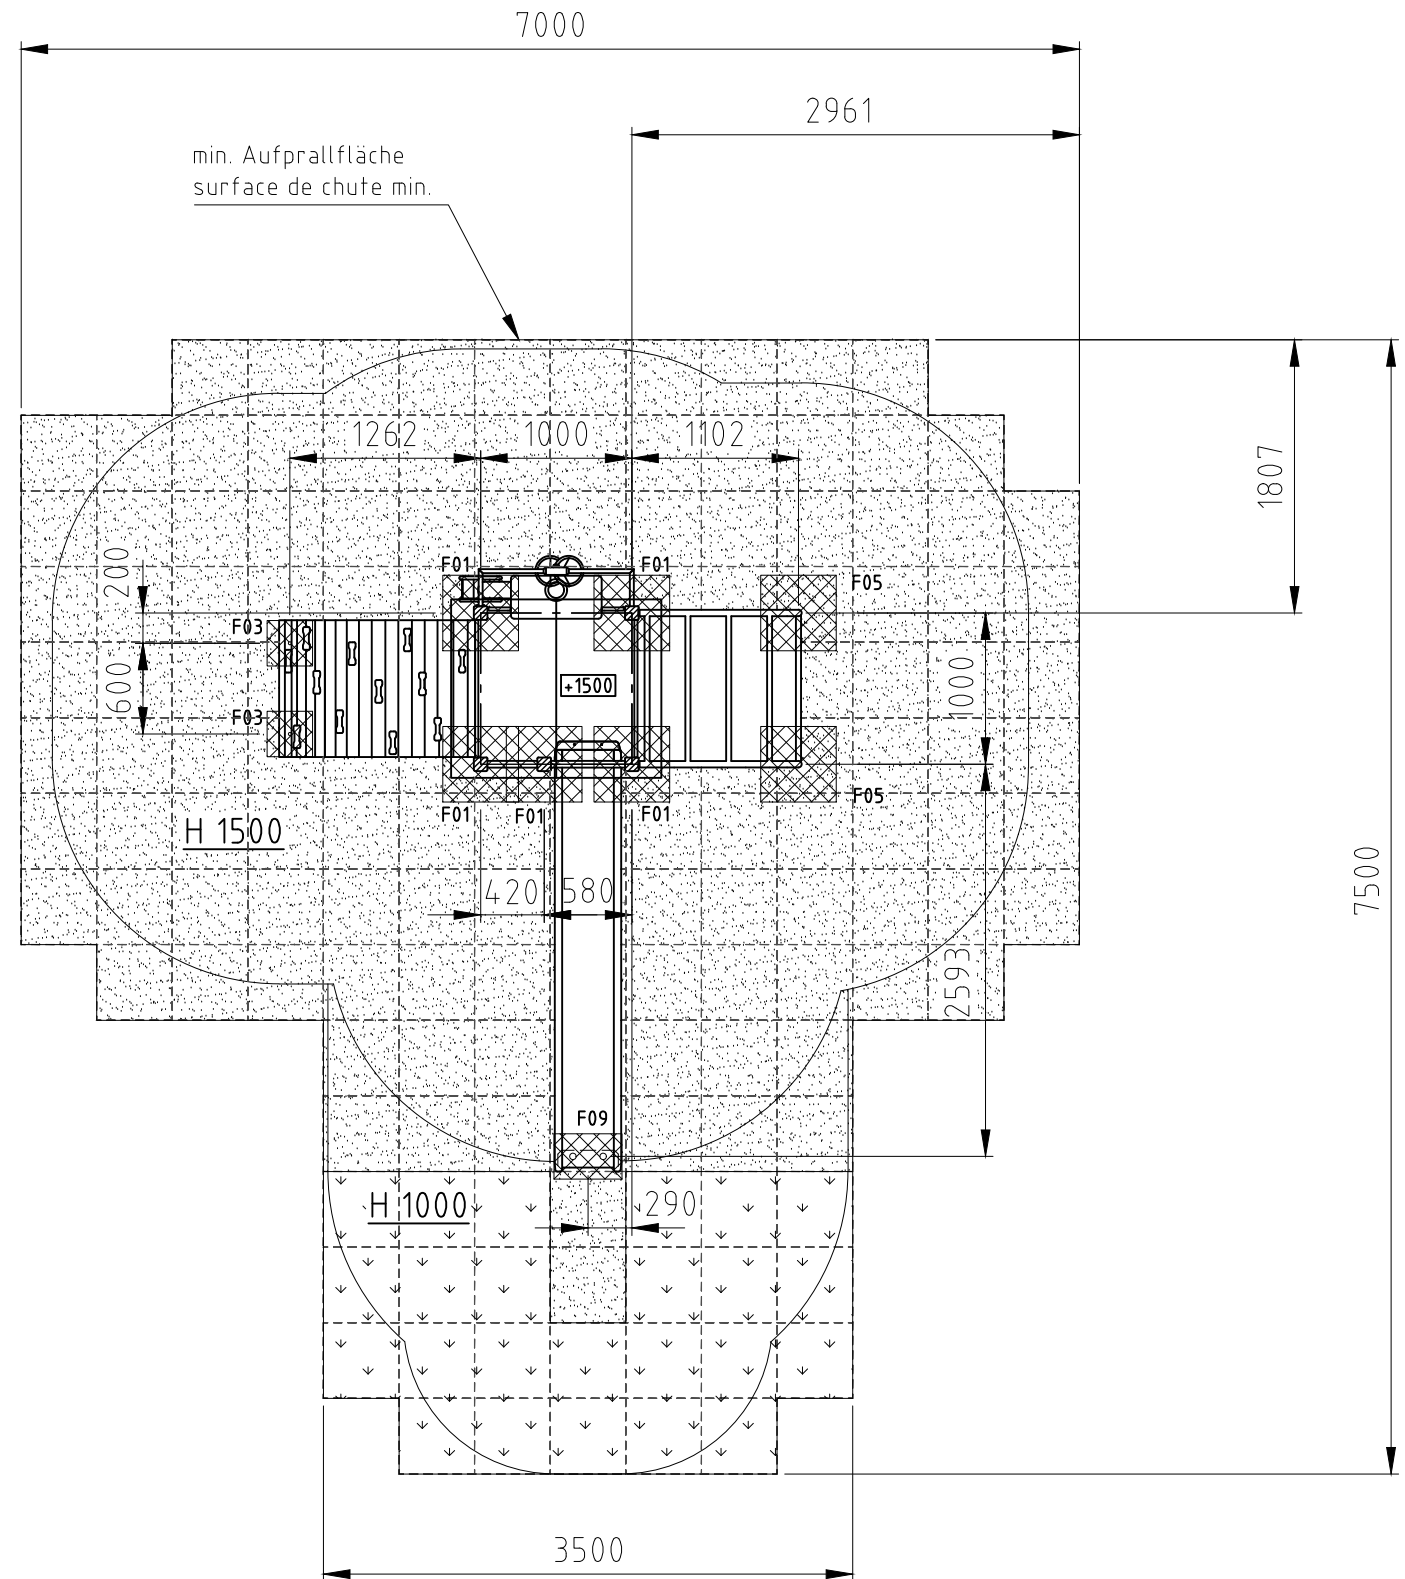 7000
2961
min. Aufprallfläche
surface de chute min.
1262
1000
1102
1807
200
F01
F01
F05
F03
600
+1500
1000
F03
F05
F01
F01
F01
H 1500
420
580
7500
2593
F09
H 1000
290
3500